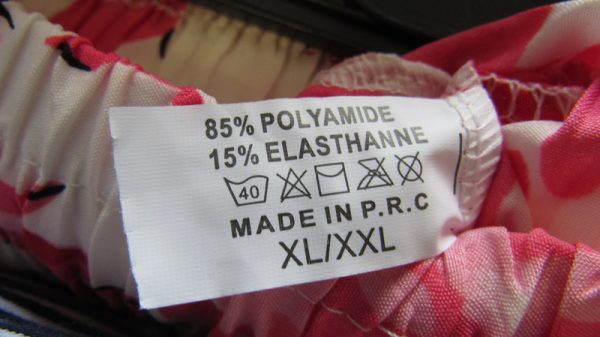 85% POLYAMIDE
15% ELASTHANNE
40
MADE IN P.R.C
XL/XXL